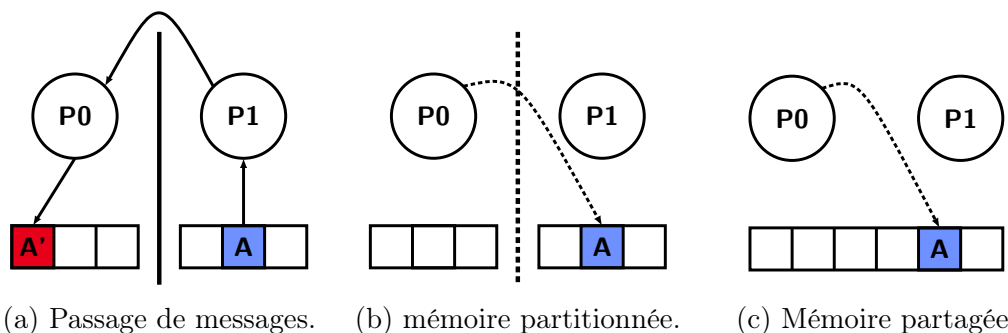 P0 P1 P0 P1 P0 P1
A' A A A
(a) Passage de messages. (b) mémoire partitionnée. (c) Mémoire partagée